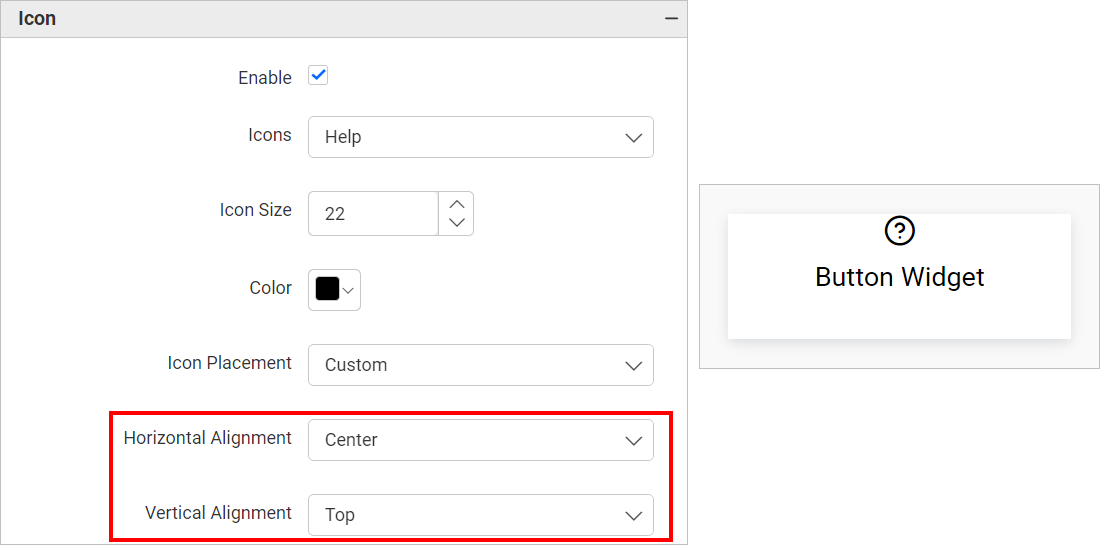 Icon
Enable
Icons Help
Icon Size 22
Color
Icon Placement Custom
Horizontal Alignment Center
Vertical Alignment Top
?
Button Widget